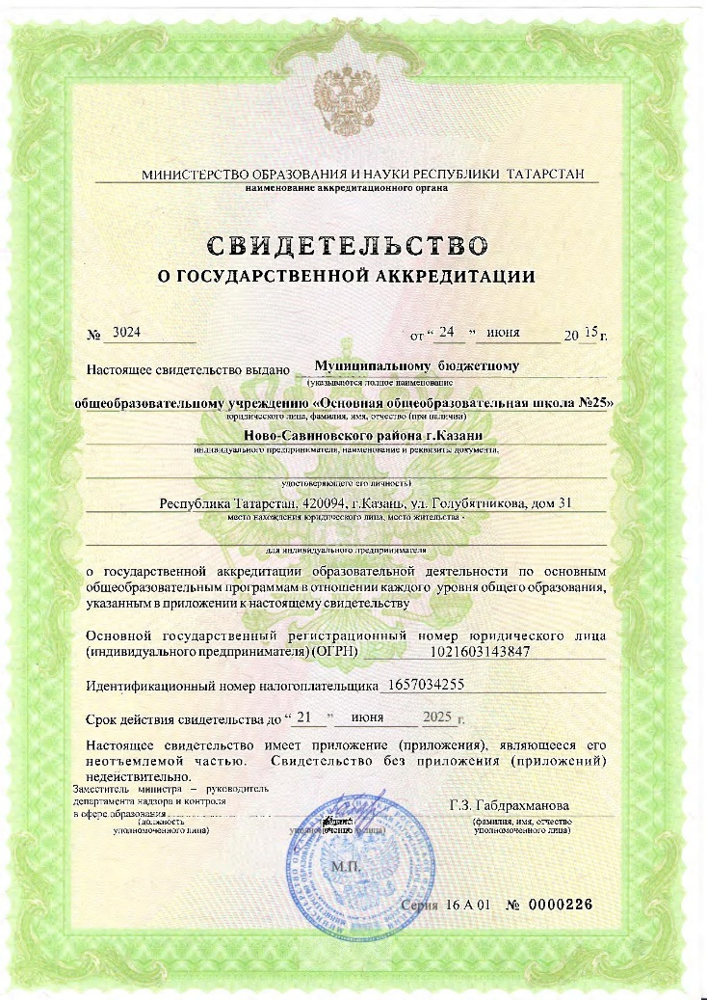 МИНИСТЕРСТВО ОБРАЗОВАНИЯ И НАУКИ РЕСПУБЛИКИ ТАТАРСТАН
наименование аккредитационного органа
СВИДЕТЕЛЬСТВО
О ГОСУДАРСТВЕННОЙ АККРЕДИТАЦИИ
№ 3024 от “ 24 ” июня 20 15 г.
Настоящее свидетельство выдано Муниципальному бюджетному
(указываются полное наименование
общеобразовательному учреждению «Основная общеобразовательная школа №25»
юридического лица, фамилия, имя, отчество (при наличии)
Ново-Савиновского района г.Казани
индивидуального предпринимателя, наименование и реквизиты документа,
удостоверяющего его личность)
Республика Татарстан, 420094, г.Казань, ул. Голубятникова, дом 31
место нахождения юридического лица, место жительства -
для индивидуального предпринимателя
о государственной аккредитации образовательной деятельности по основным
общеобразовательным программам в отношении каждого уровня общего образования,
указанным в приложении к настоящему свидетельству
Основной государственный регистрационный номер юридического лица
(индивидуального предпринимателя) (ОГРН) 1021603143847
Идентификационный номер налогоплательщика 1657034255
Срок действия свидетельства до “ 21 ” июня 2025 г.
Настоящее свидетельство имеет приложение (приложения), являющееся его
неотъемлемой частью. Свидетельство без приложения (приложений)
недействительно.
Заместитель министра – руководитель
департамента надзора и контроля
в сфере образования
Г.З. Габдрахманова
(должность
уполномоченного лица)
(фамилия, имя, отчество
уполномоченного лица)
М.П.
Серия 16 А 01 № 0000226